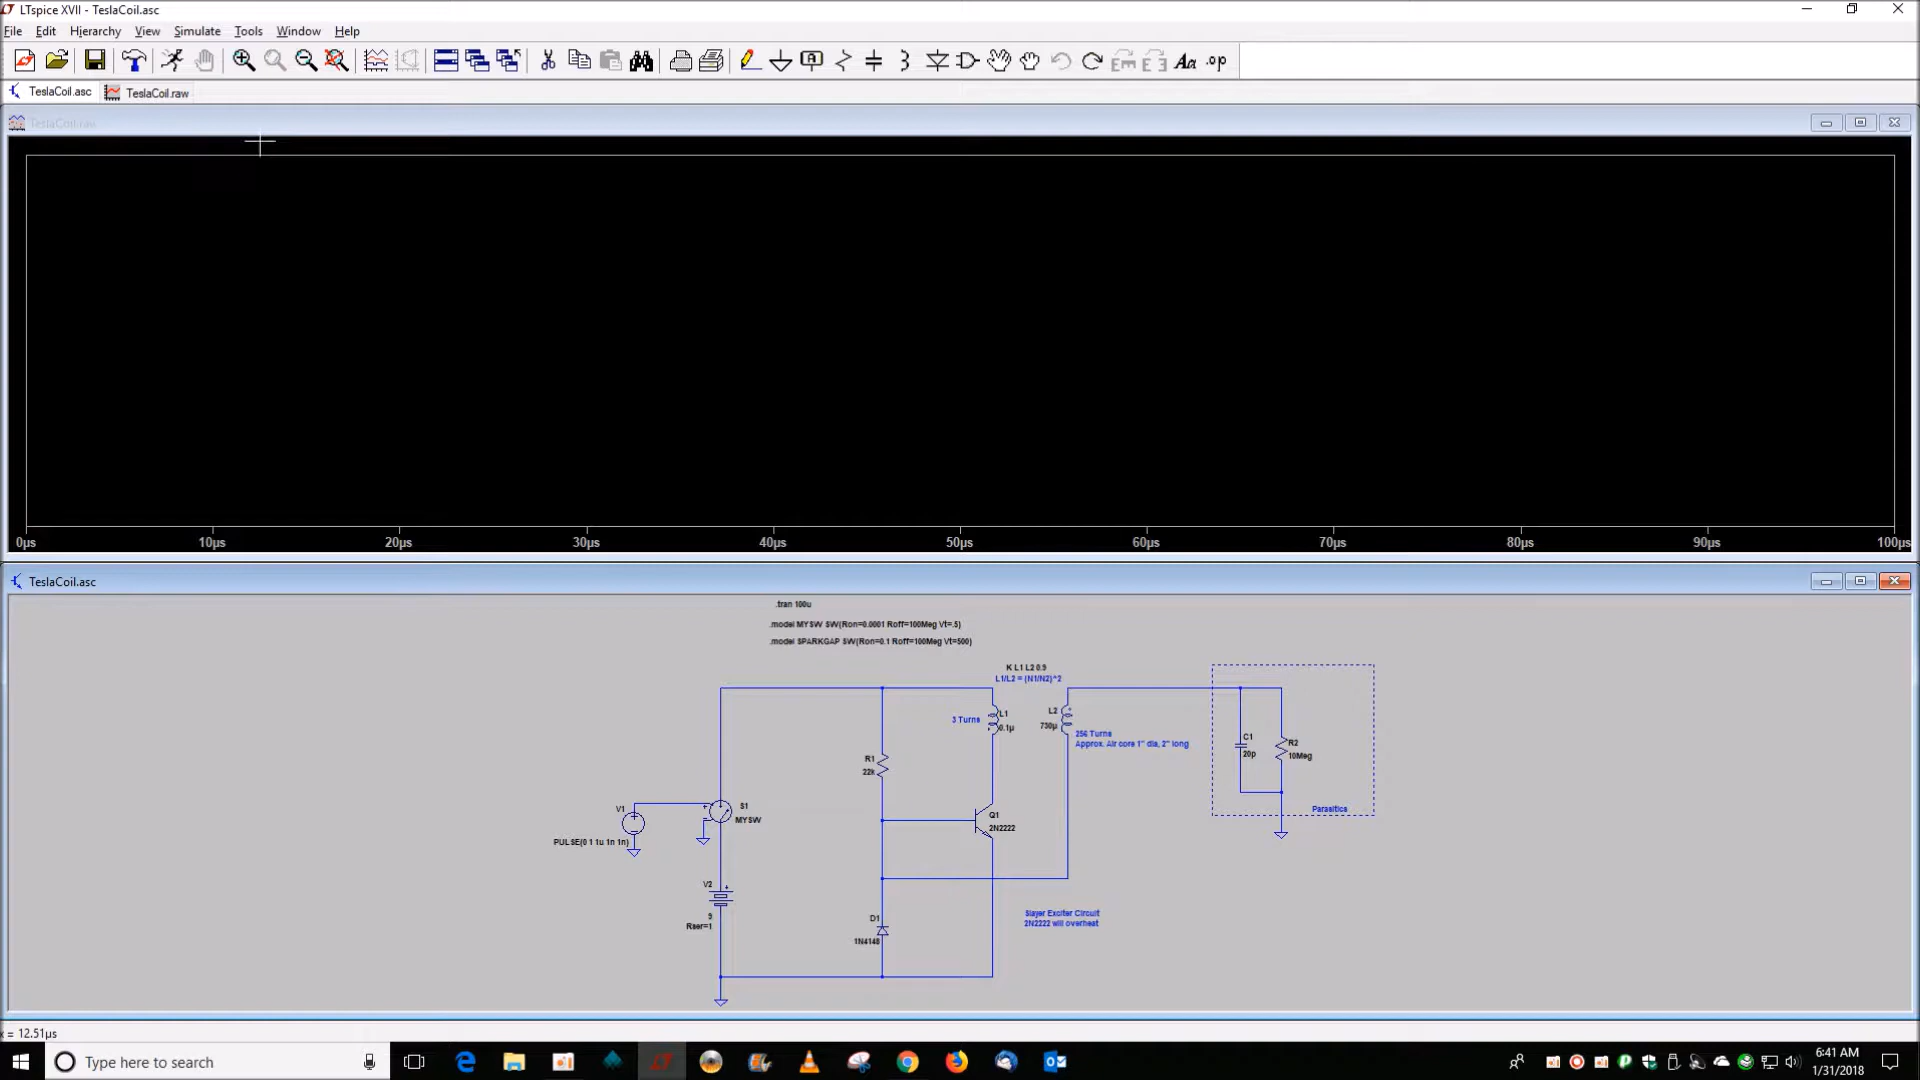 LTspice XVII - TeslaCoil.asc
File Edit Hierarchy View Simulate Tools Window Help
TeslaCoil.asc TeslaCoil.raw
TeslaCoil.raw
0µs 10µs 20µs 30µs 40µs 50µs 60µs 70µs 80µs 90µs 100µs
TeslaCoil.asc
.tran 100u
.model MYSW SW(Ron=0.0001 Roff=100Meg Vt=.5)
.model SPARKGAP SW(Ron=0.1 Roff=100Meg Vt=500)
K L1 L2 0.9
L1/L2 = (N1/N2)^2
3 Turns
L1
0.1µ
L2
730µ
256 Turns
Approx. Air core 1" dia, 2" long
C1
20p
R2
10Meg
Parasitics
R1
22k
V1
PULSE(0 1 1u 1n 1n)
S1
MYSW
Q1
2N2222
V2
9
Rser=1
D1
1N4148
Slayer Exciter Circuit
2N2222 will overheat
x = 12.51µs
Type here to search
6:41 AM
1/31/2018